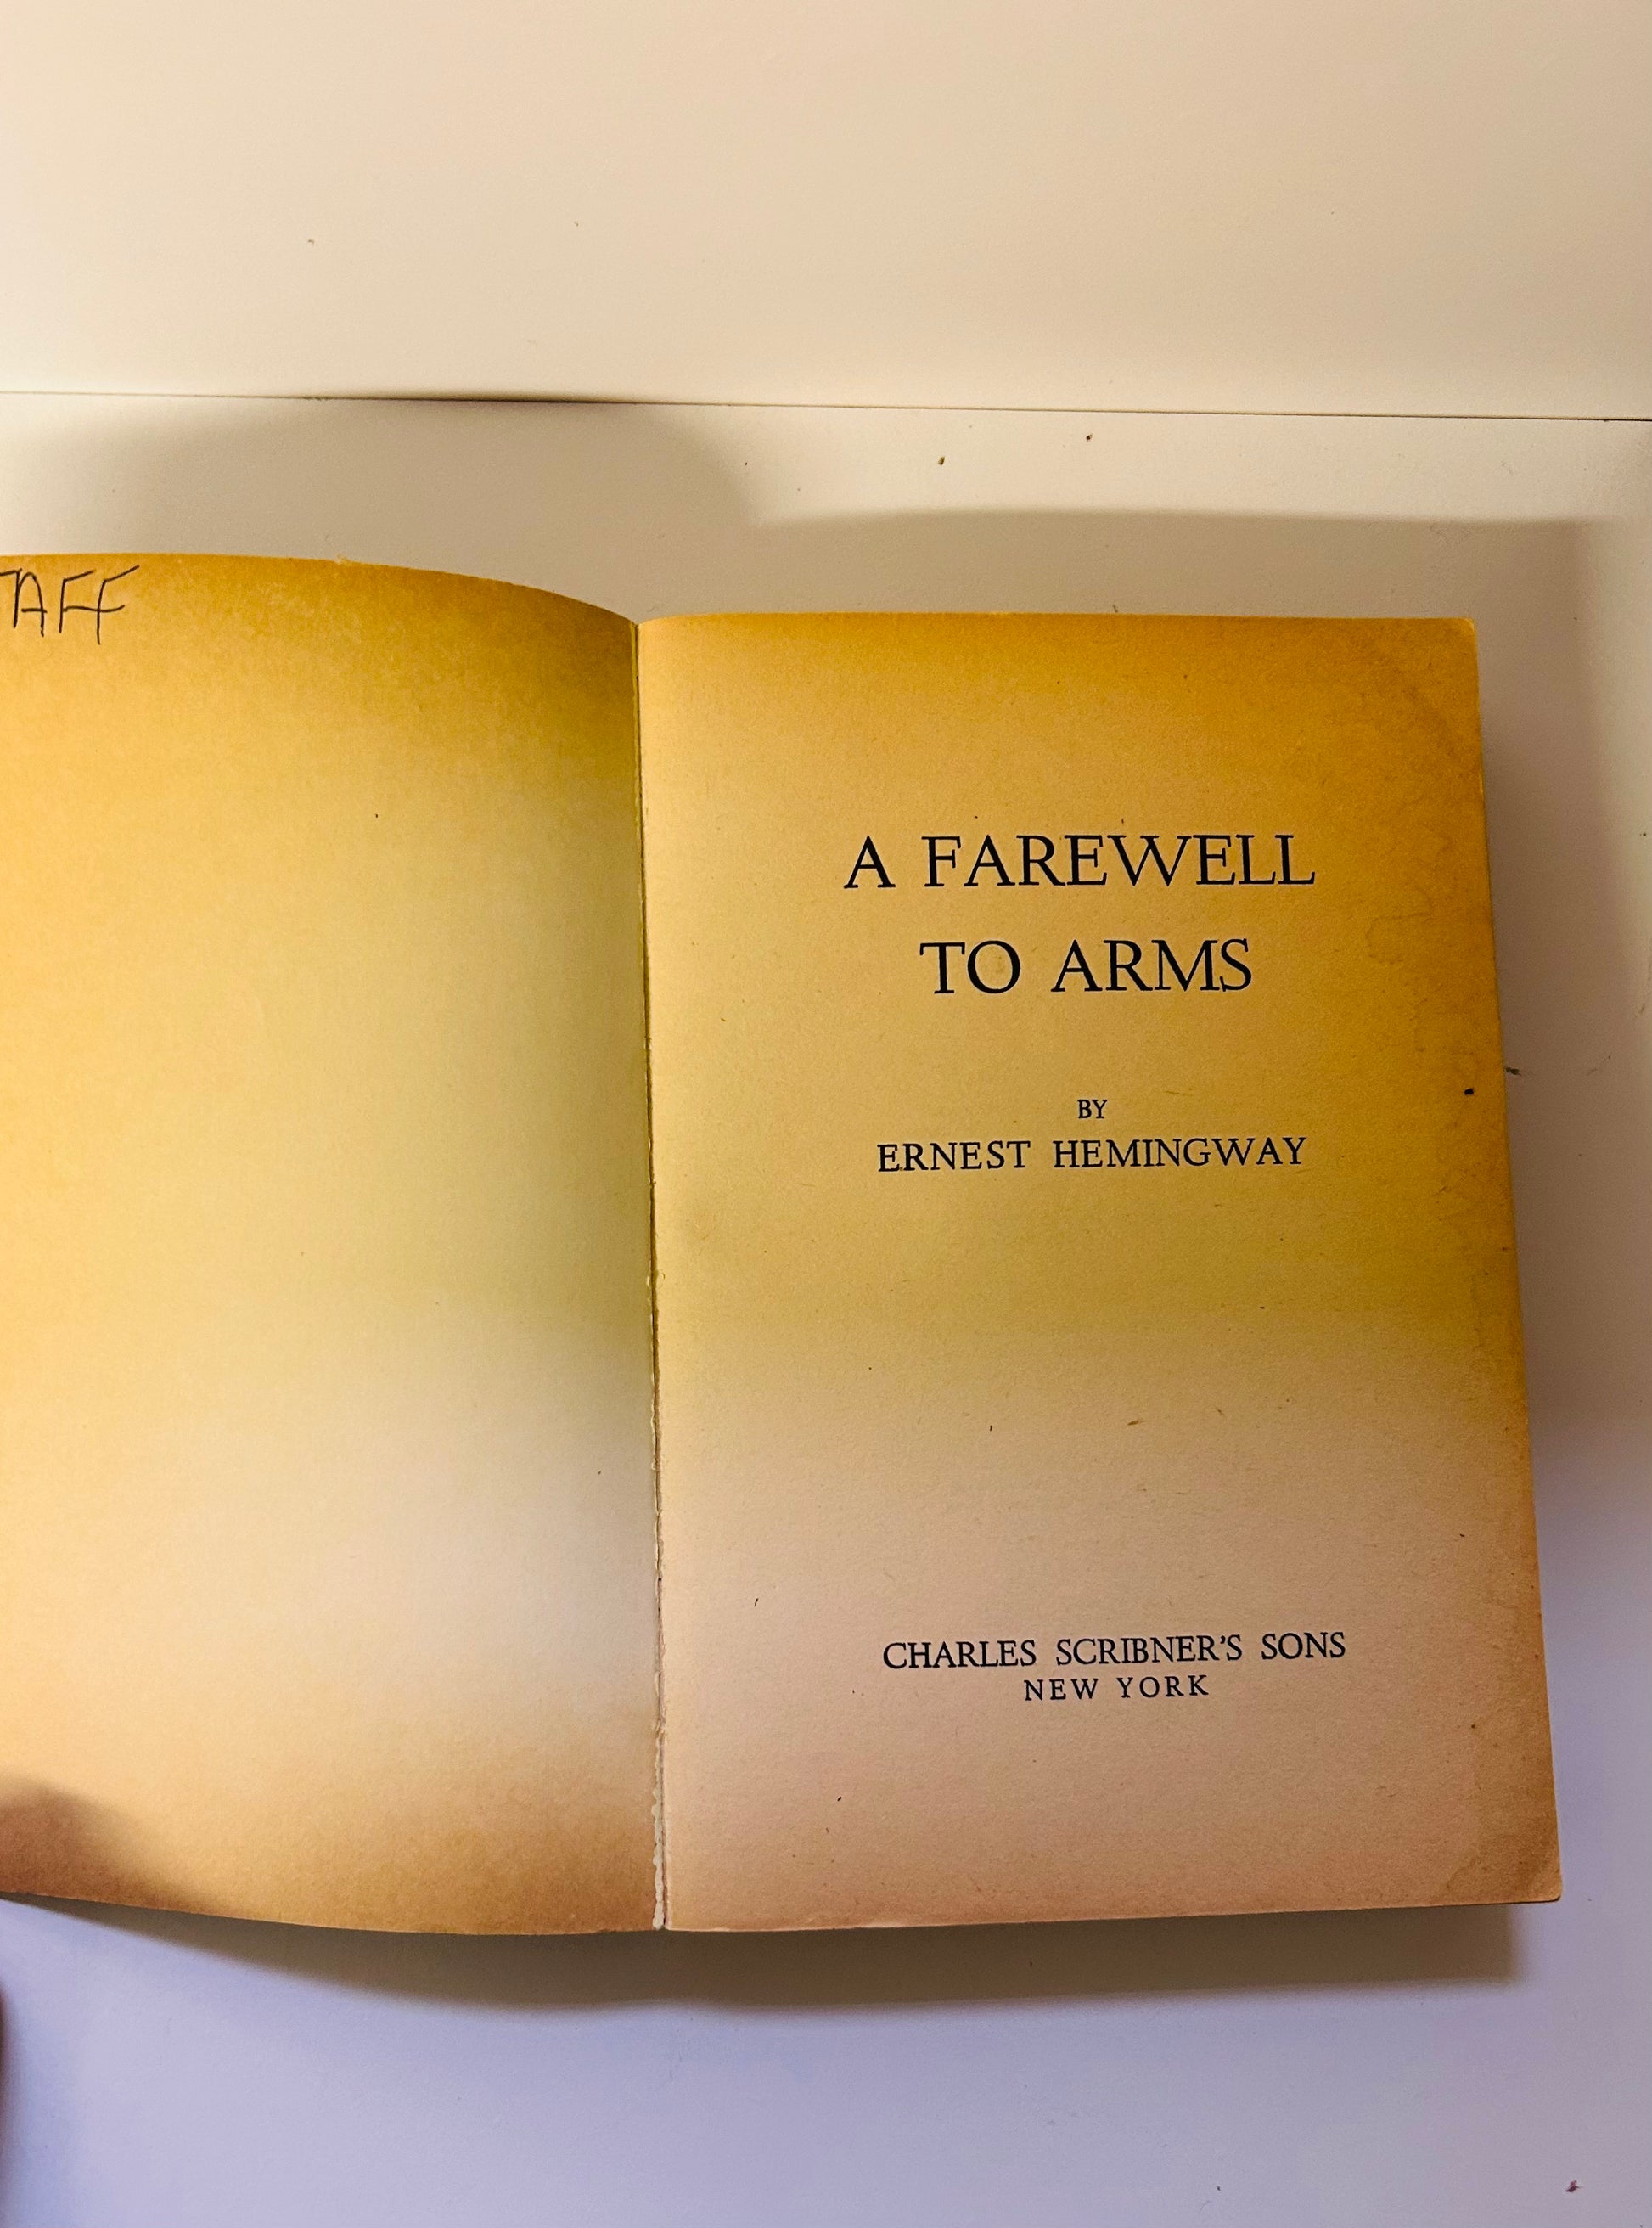 TAFF
A FAREWELL
TO ARMS
BY
ERNEST HEMINGWAY
CHARLES SCRIBNER'S SONS
NEW YORK